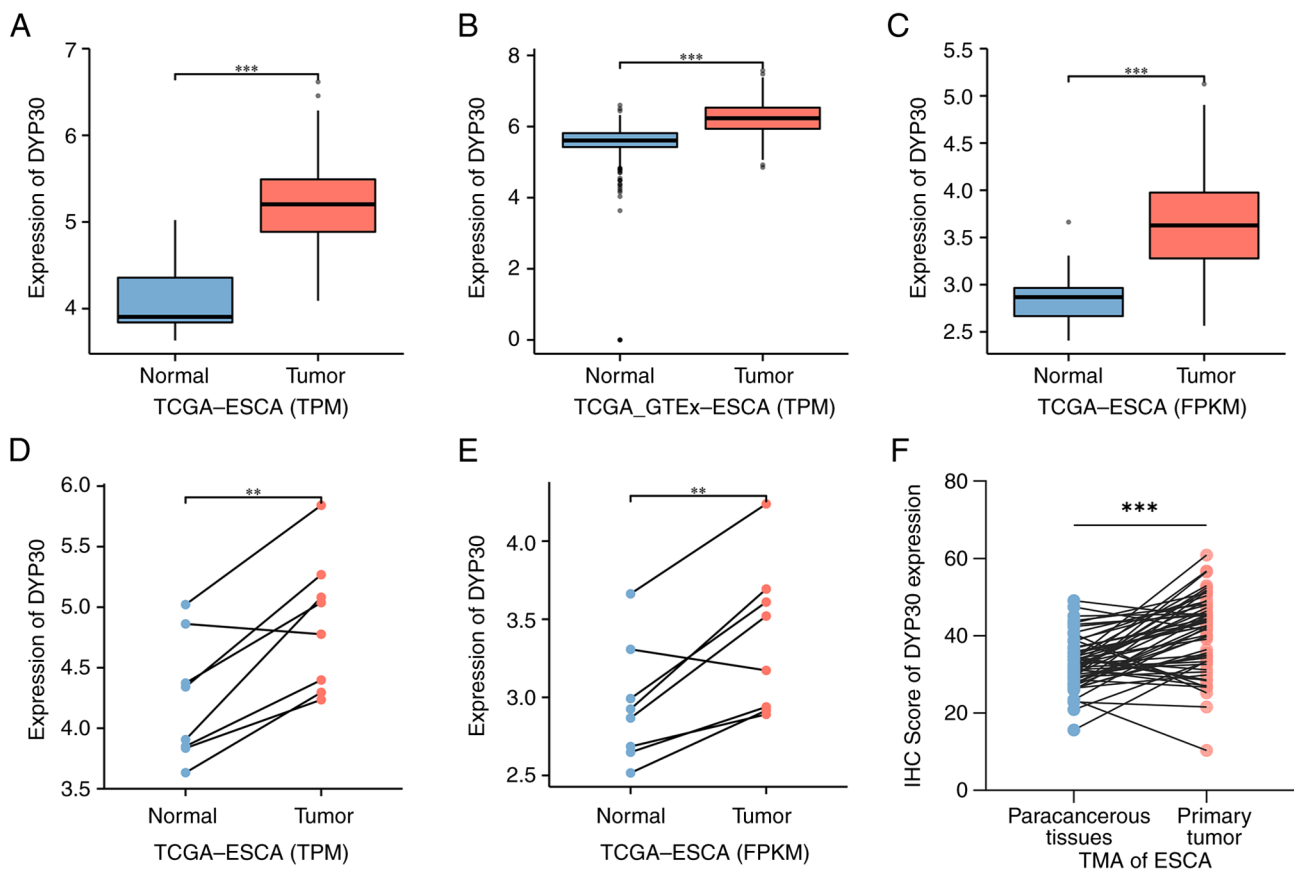 A
Expression of DYP30
7
6
5
4
***
Normal
Tumor
TCGA–ESCA (TPM)
B
Expression of DYP30
8
6
4
2
0
***
Normal
Tumor
TCGA_GTEx–ESCA (TPM)
C
Expression of DYP30
5.5
5.0
4.5
4.0
3.5
3.0
2.5
***
Normal
Tumor
TCGA–ESCA (FPKM)
D
Expression of DYP30
6.0
5.5
5.0
4.5
4.0
3.5
**
Normal
Tumor
TCGA–ESCA (TPM)
E
Expression of DYP30
4.0
3.5
3.0
2.5
**
Normal
Tumor
TCGA–ESCA (FPKM)
F
IHC Score of DYP30 expression
80
60
40
20
0
***
Paracancerous
tissues
Primary
tumor
TMA of ESCA